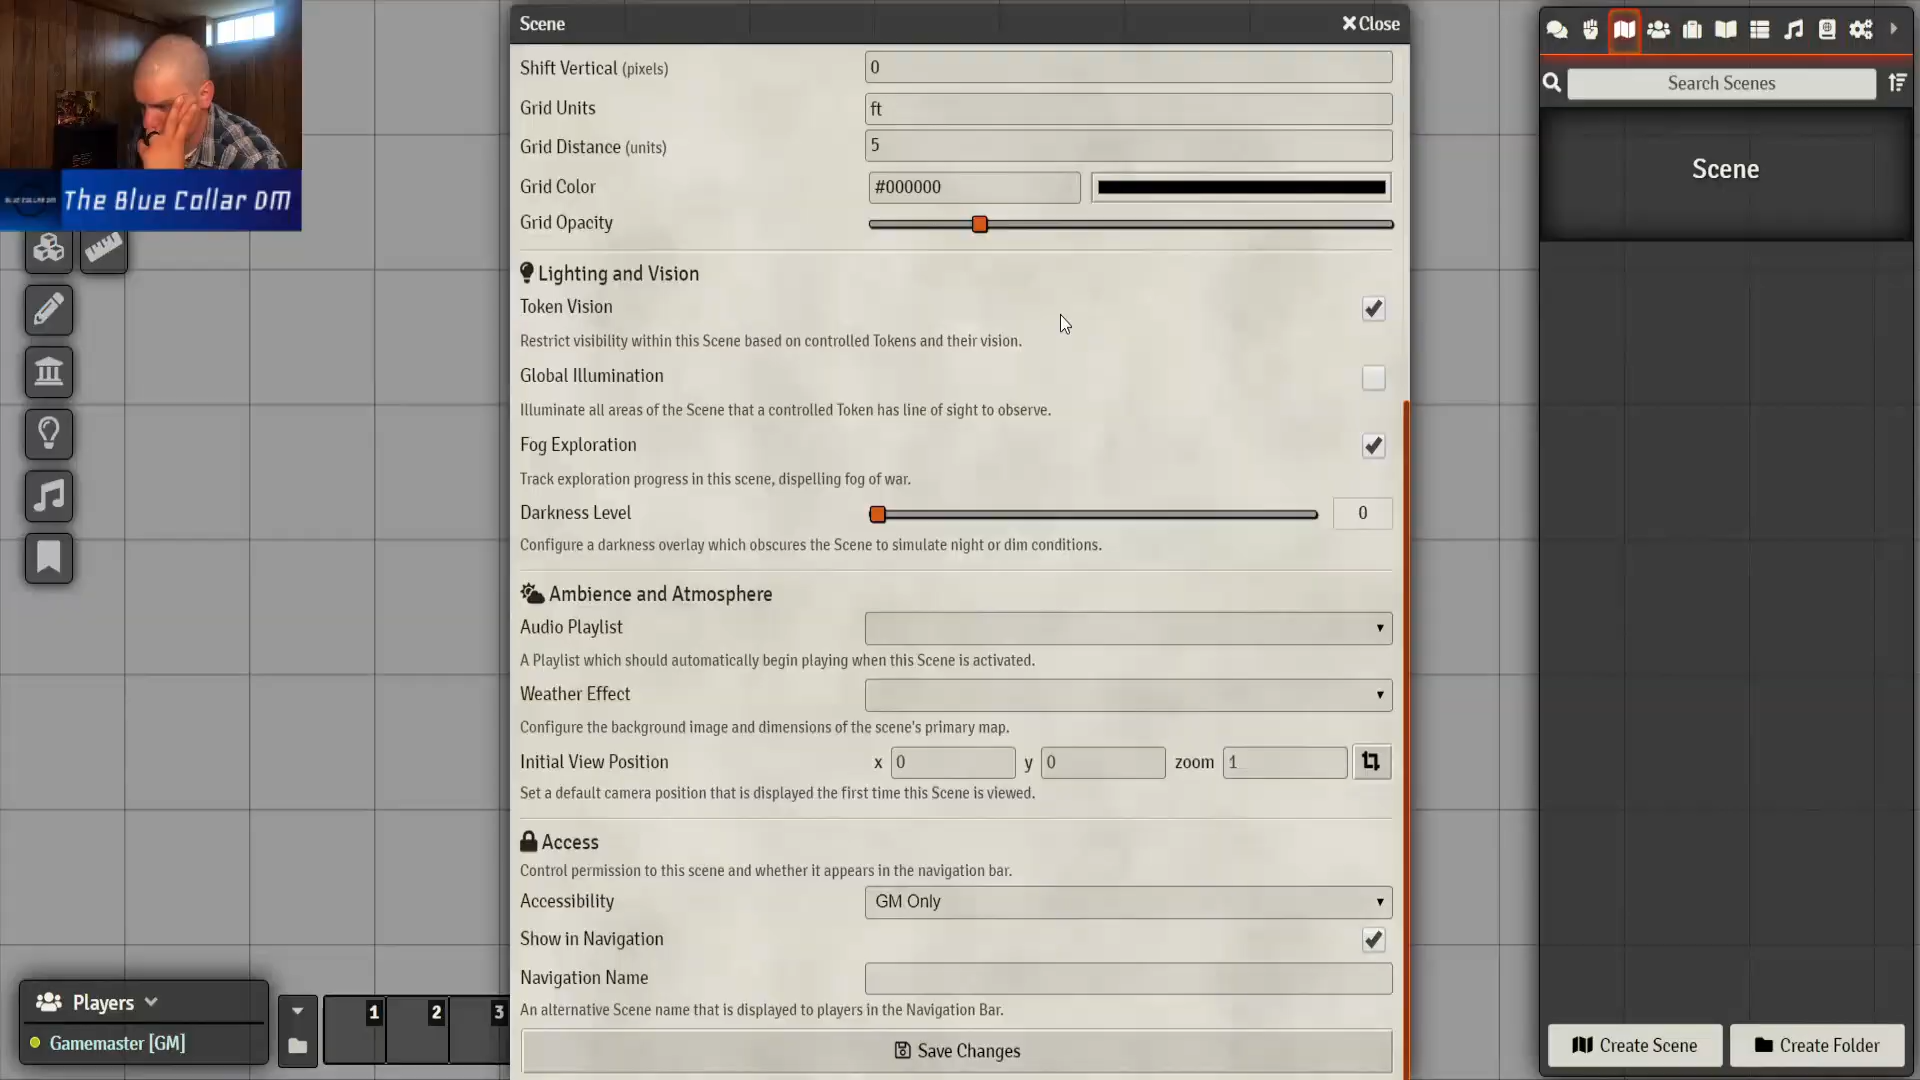 Scene
Close
Shift Vertical (pixels)
0
Grid Units
ft
Grid Distance (units)
5
Grid Color
#000000
Grid Opacity
Lighting and Vision
Token Vision
Restrict visibility within this Scene based on controlled Tokens and their vision.
Global Illumination
Illuminate all areas of the Scene that a controlled Token has line of sight to observe.
Fog Exploration
Track exploration progress in this scene, dispelling fog of war.
Darkness Level
0
Configure a darkness overlay which obscures the Scene to simulate night or dim conditions.
Ambience and Atmosphere
Audio Playlist
A Playlist which should automatically begin playing when this Scene is activated.
Weather Effect
Configure the background image and dimensions of the scene's primary map.
Initial View Position x 0 y 0 zoom 1
Set a default camera position that is displayed the first time this Scene is viewed.
Access
Control permission to this scene and whether it appears in the navigation bar.
Accessibility
GM Only
Show in Navigation
Navigation Name
An alternative Scene name that is displayed to players in the Navigation Bar.
Save Changes
BLUE COLLAR DM
The Blue Collar DM
Players
Gamemaster [GM]
1 2 3
Search Scenes
Scene
Create Scene
Create Folder